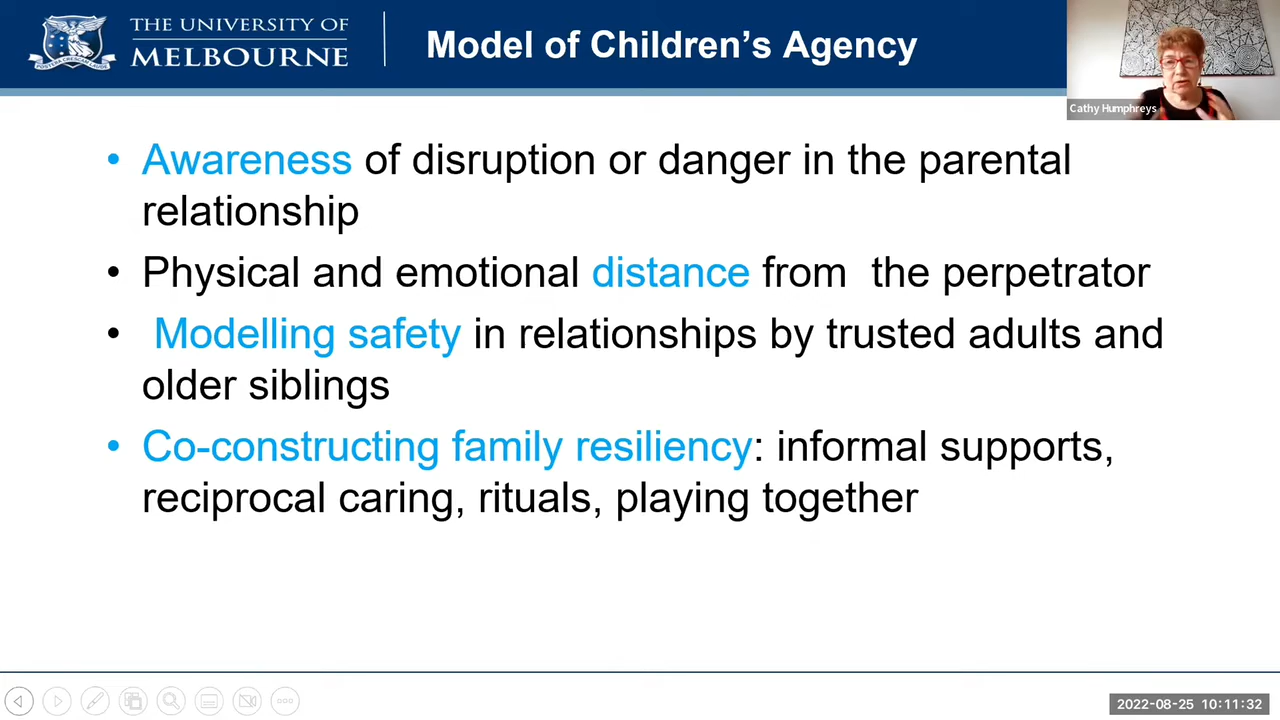 THE UNIVERSITY OF
MELBOURNE
Model of Children's Agency
Cathy Humphreys
• Awareness of disruption or danger in the parental
relationship
• Physical and emotional distance from  the perpetrator
•  Modelling safety in relationships by trusted adults and
older siblings
• Co-constructing family resiliency: informal supports,
reciprocal caring, rituals, playing together
2022-08-25 10:11:32